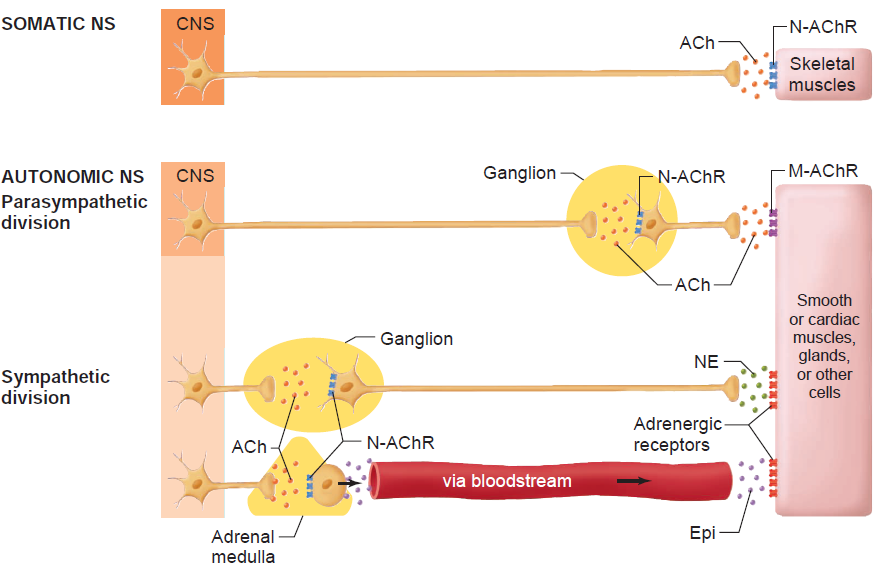 SOMATIC NS
CNS
ACh
N-AChR
Skeletal
muscles
AUTONOMIC NS
Parasympathetic
division
CNS
Ganglion
N-AChR
M-AChR
ACh
Smooth
or cardiac
muscles,
glands,
or other
cells
Sympathetic
division
Ganglion
NE
ACh
N-AChR
Adrenergic
receptors
via bloodstream
Adrenal
medulla
Epi